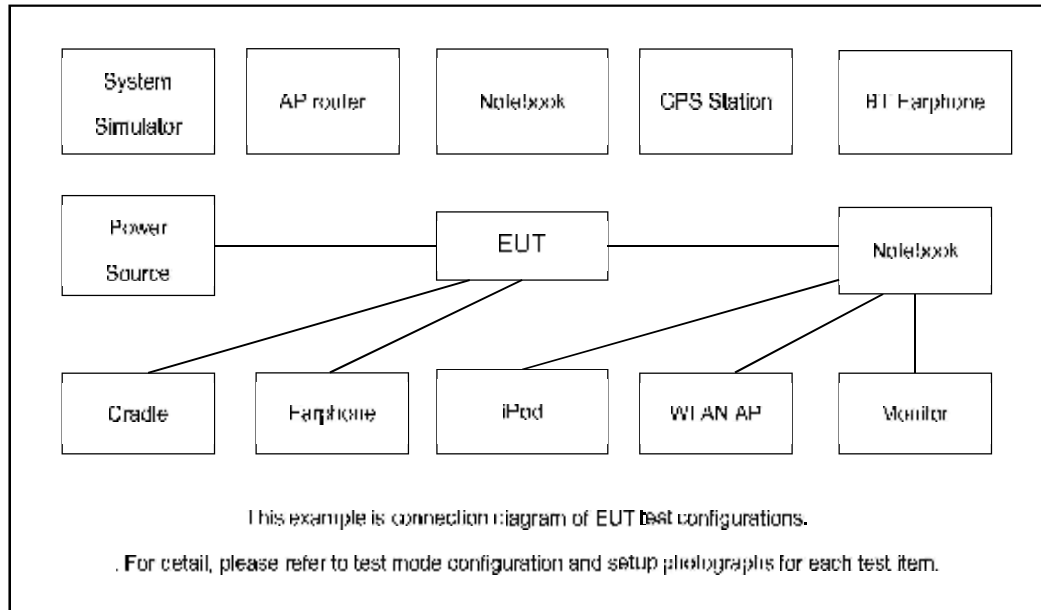 System
Simulator
AP router
Notebook
GPS Station
BT Earphone
Power
Source
EUT
Notebook
Cradle
Earphone
iPod
WLAN AP
Monitor
This example is connection diagram of EUT test configurations.
. For detail, please refer to test mode configuration and setup photographs for each test item.